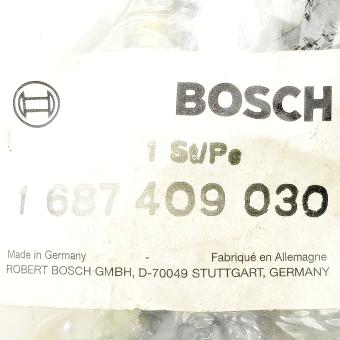 BOSCH
1 St/Pc
1 687 409 030
Made in Germany Fabriqué en Allemagne
ROBERT BOSCH GMBH, D-70049 STUTTGART, GERMANY